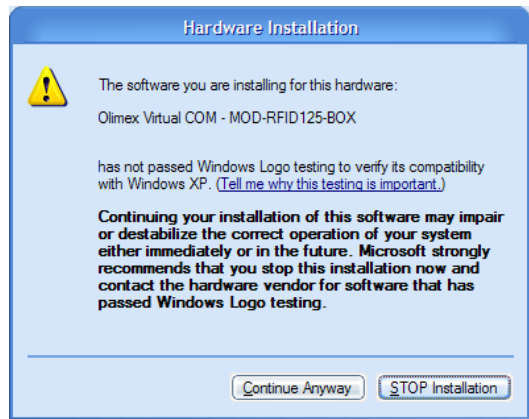 Hardware Installation
The software you are installing for this hardware:
Olimex Virtual COM - MOD-RFID125-BOX
has not passed Windows Logo testing to verify its compatibility
with Windows XP. (Tell me why this testing is important.)
Continuing your installation of this software may impair
or destabilize the correct operation of your system
either immediately or in the future. Microsoft strongly
recommends that you stop this installation now and
contact the hardware vendor for software that has
passed Windows Logo testing.
Continue Anyway STOP Installation